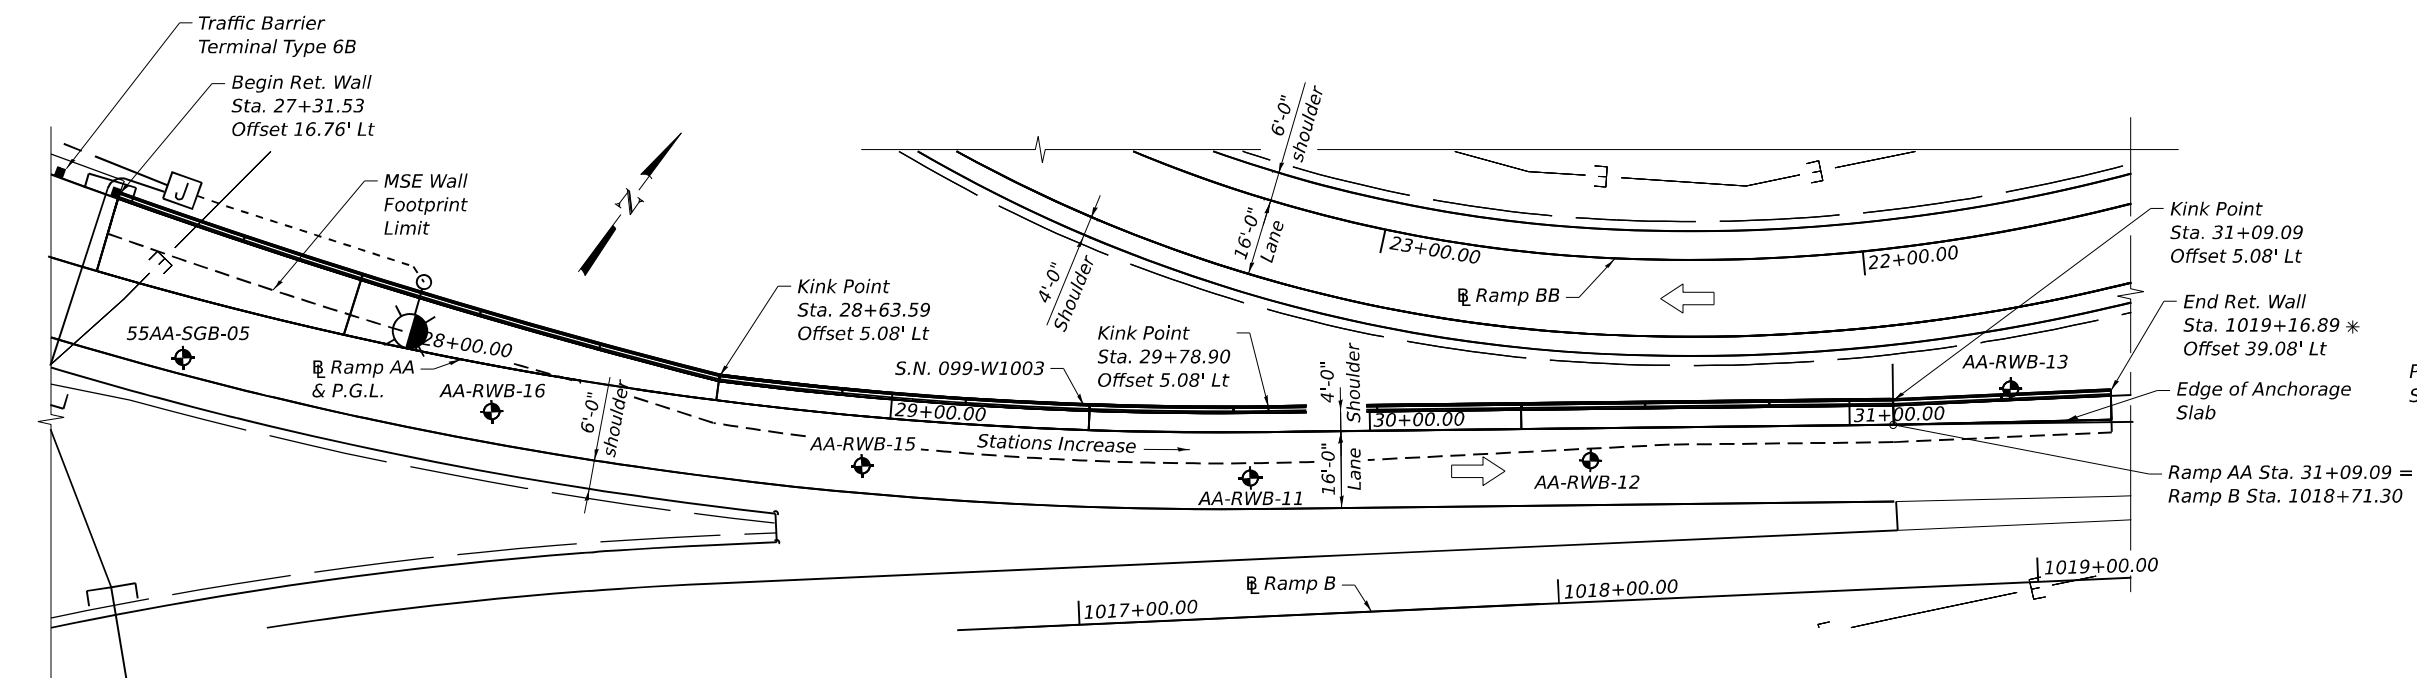 Traffic Barrier
Terminal Type 6B
Begin Ret. Wall
Sta. 27+31.53
Offset 16.76' Lt
J
MSE Wall
Footprint
Limit
N
6'-0"
shoulder
16'-0"
Lane
4'-0"
Shoulder
23+00.00
22+00.00
℄ Ramp BB
Kink Point
Sta. 31+09.09
Offset 5.08' Lt
Kink Point
Sta. 28+63.59
Offset 5.08' Lt
End Ret. Wall
Sta. 1019+16.89 ✳
Offset 39.08' Lt
55AA-SGB-05
28+00.00
Kink Point
Sta. 29+78.90
Offset 5.08' Lt
S.N. 099-W1003
AA-RWB-13
℄ Ramp AA
& P.G.L.
AA-RWB-16
4'-0"
Shoulder
Edge of Anchorage
Slab
6'-0"
shoulder
29+00.00
30+00.00
31+00.00
AA-RWB-15
Stations Increase
16'-0"
Lane
AA-RWB-11
AA-RWB-12
Ramp AA Sta. 31+09.09 =
Ramp B Sta. 1018+71.30
℄ Ramp B
1017+00.00
1018+00.00
1019+00.00
E
E
E
E